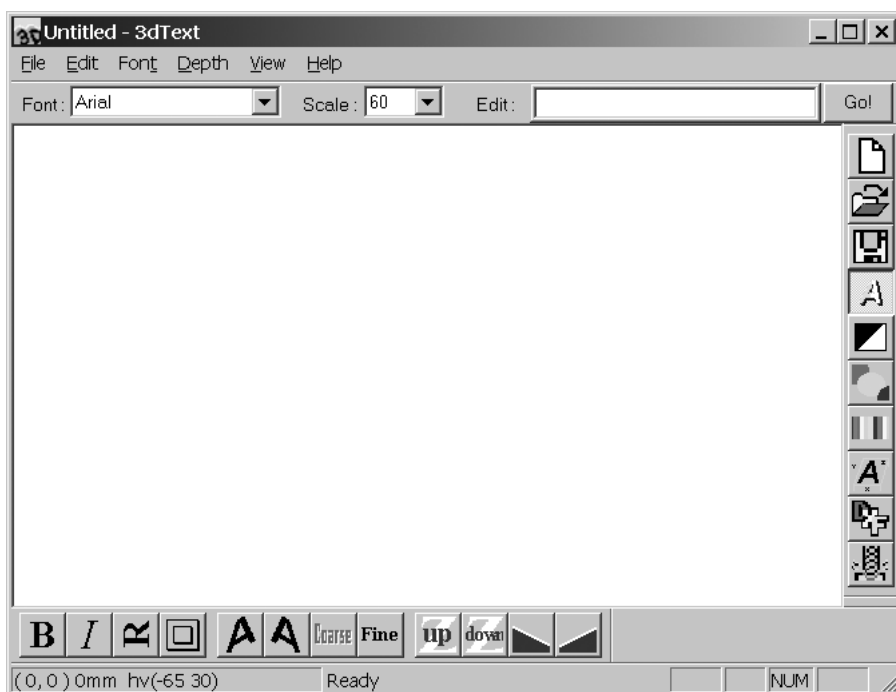 3D Untitled - 3dText
File Edit Font Depth View Help
Font: Arial Scale: 60 Edit: Go!
A
A
B I R A A Coarse Fine up down
(0, 0) 0mm hv(-65 30) Ready NUM